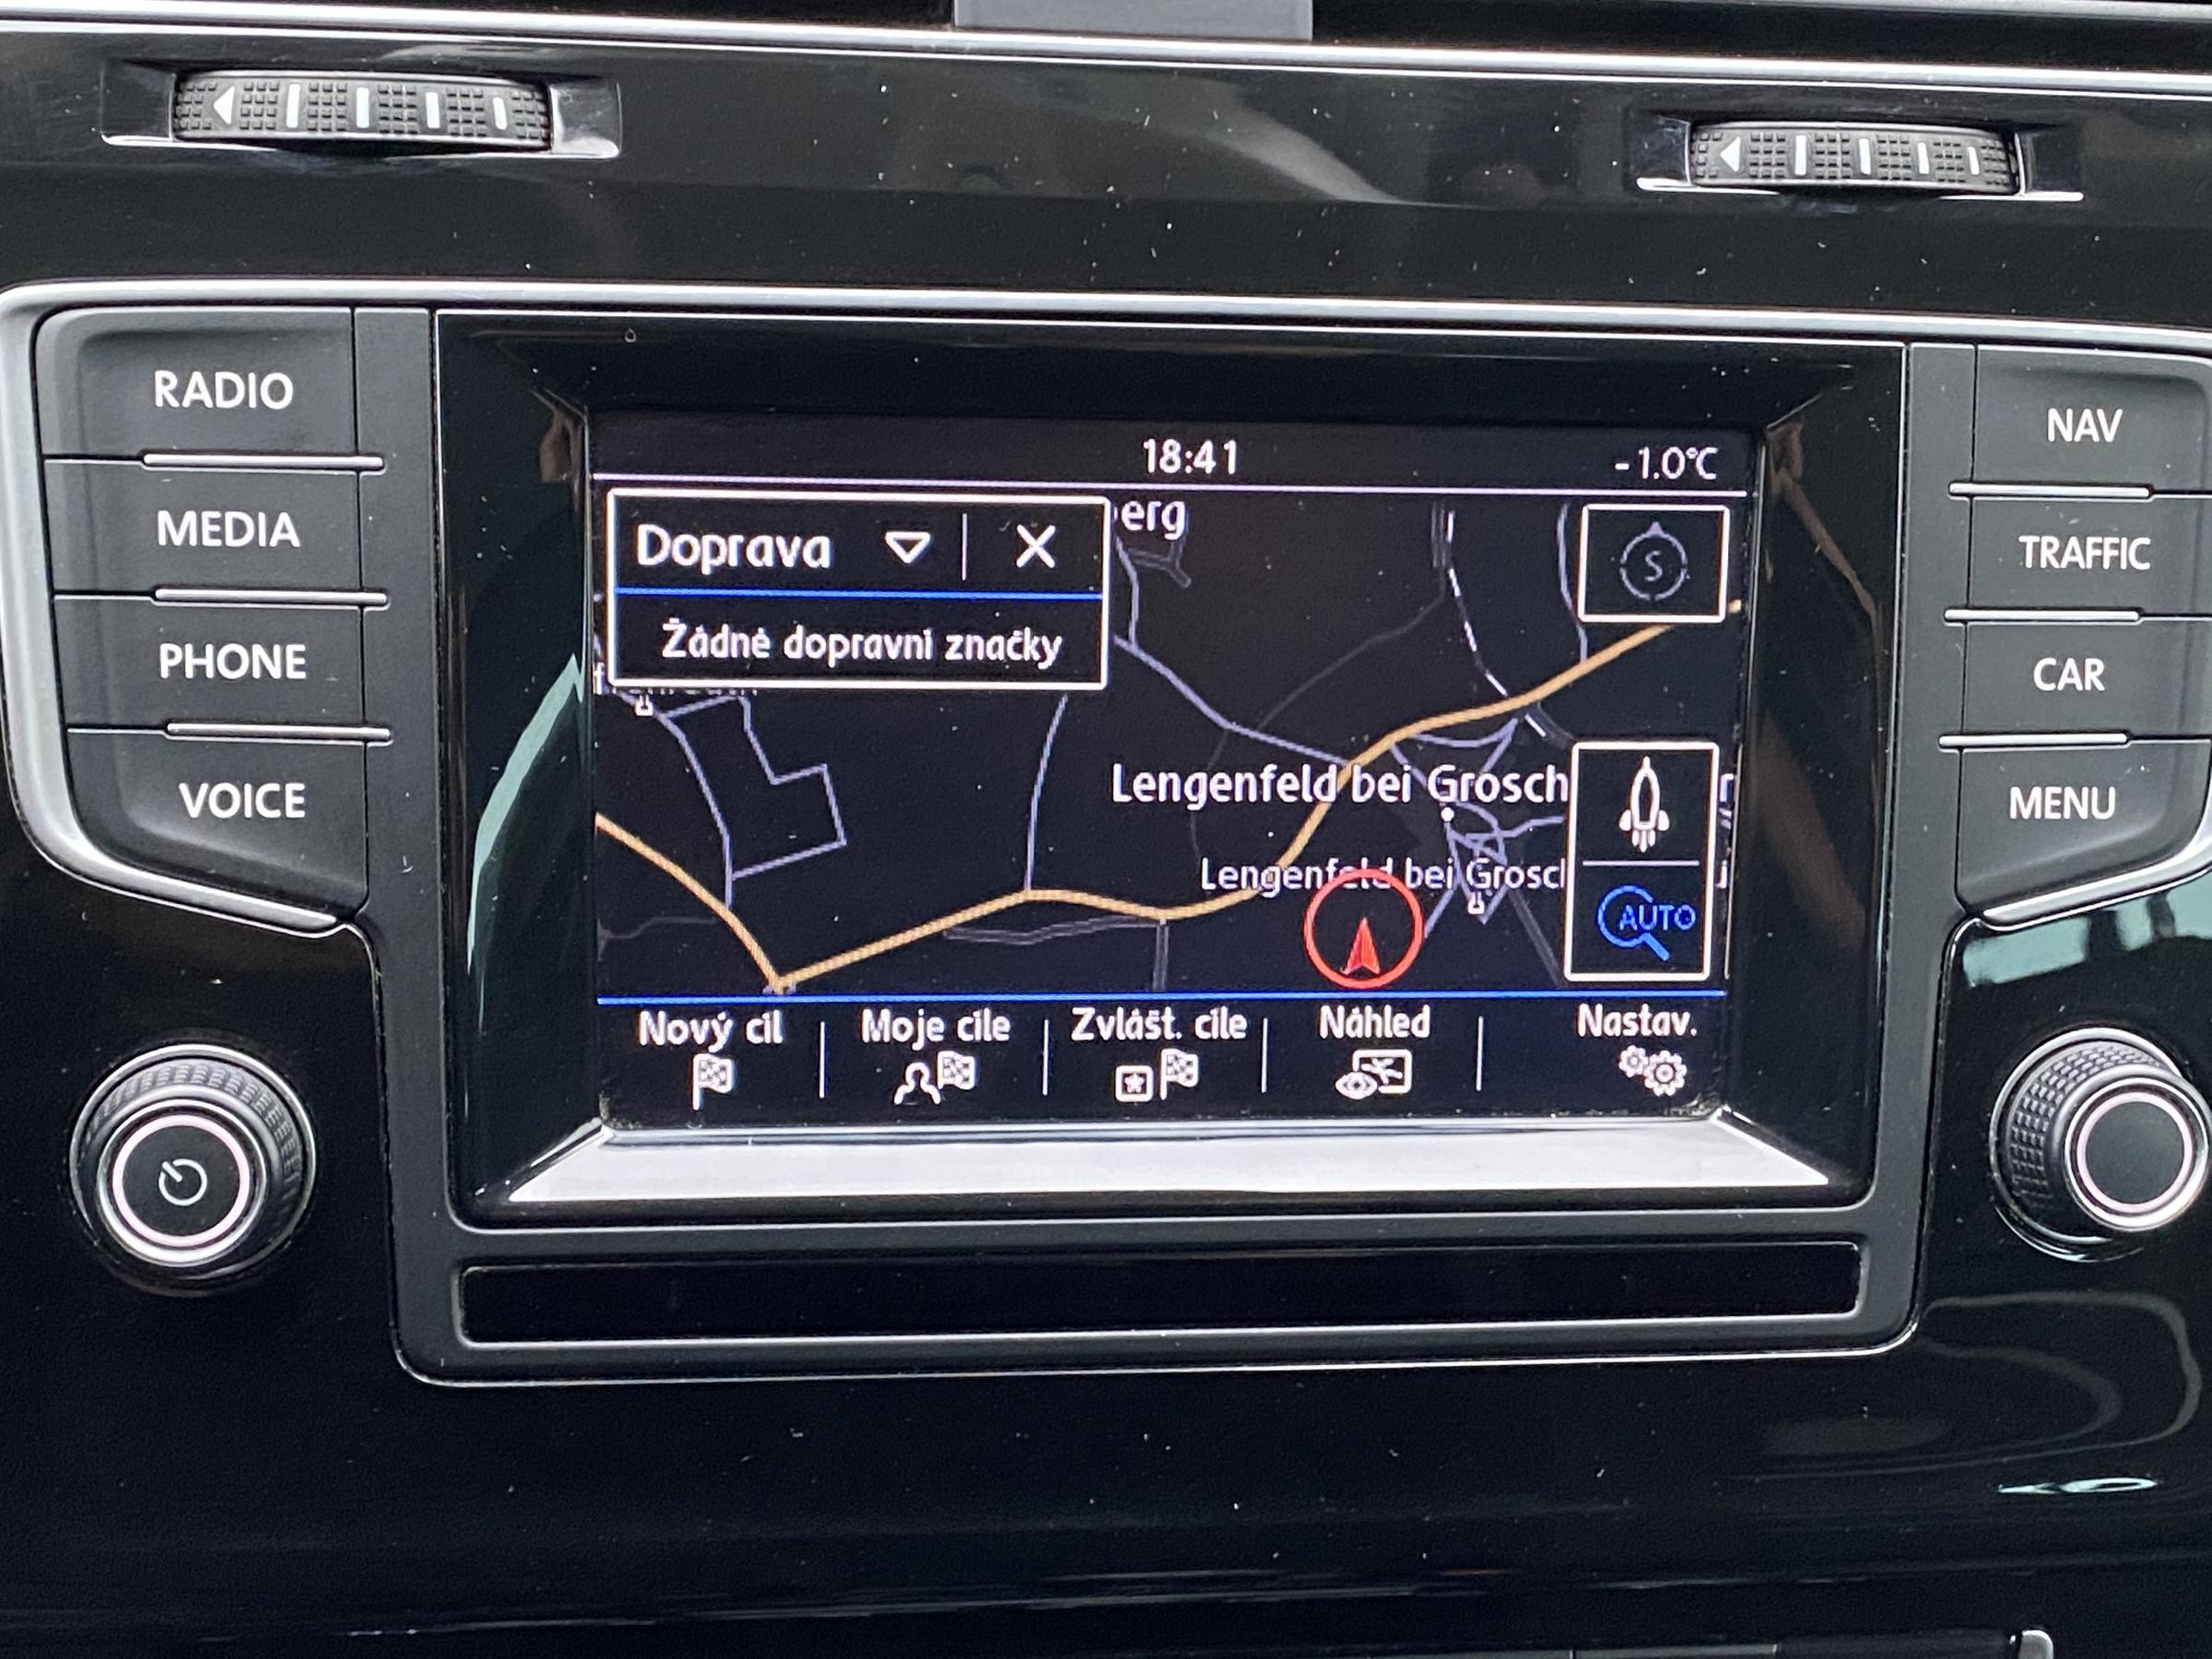 RADIO
MEDIA
PHONE
VOICE
18:41
-1.0°C
Doprava
Žádné dopravní značky
erg
S
Lengenfeld bei Grosch
Lengenfeld bei Grosc
AUTO
Nový cíl
Moje cíle
Zvlášt. cíle
Náhled
Nastav.
NAV
TRAFFIC
CAR
MENU